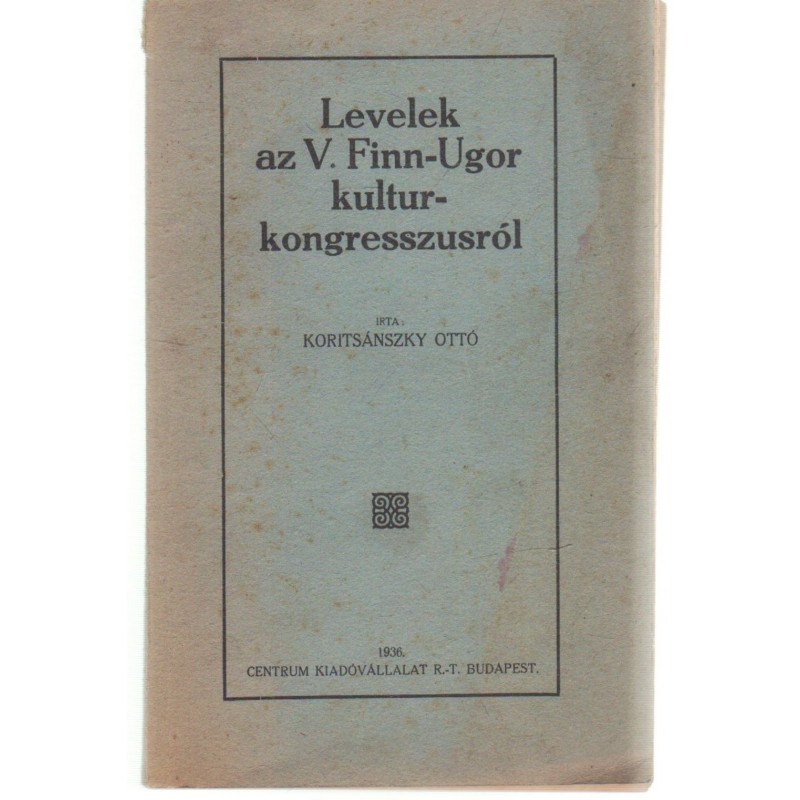 Levelek
az V. Finn-Ugor
kultur-
kongresszusról
IRTA:
KORITSÁNSZKY OTTÓ
1936.
CENTRUM KIADÓVÁLLALAT R.-T. BUDAPEST.